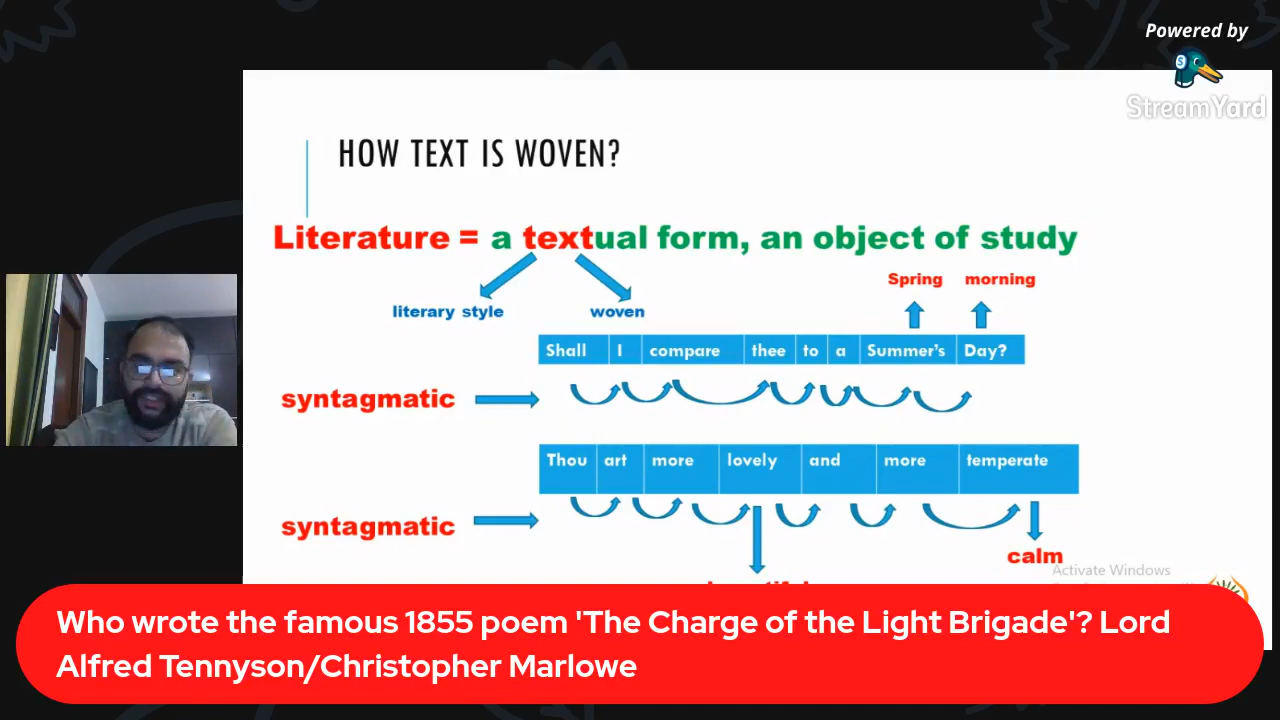 Powered by
StreamYard
HOW TEXT IS WOVEN?
Literature = a textual form, an object of study
Spring morning
literary style woven
Shall I compare thee to a Summer's Day?
syntagmatic
Thou art more lovely and more temperate
syntagmatic
calm
Activate Windows
Who wrote the famous 1855 poem 'The Charge of the Light Brigade'? Lord
Alfred Tennyson/Christopher Marlowe